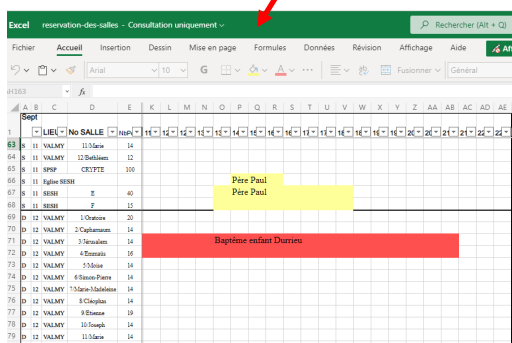 Excel reservation-des-salles - Consultation uniquement Rechercher (Alt + Q)
Fichier Accueil Insertion Dessin Mise en page Formules Données Révision Affichage Aide
Arial 10 G A Fusionner Général
fx
A B C D E K L M N O P Q R S T U V W X Y Z AA AB AC AD AE
Sept
1 LIEU No SALLE
63 S 11 VALMY 11/Marie 14
64 S 11 VALMY 12/Bethléem 12
65 S 11 SPSP CRYPTE 100
66 S 11 Eglise SESH Père Paul
67 S 11 SESH E 40 Père Paul
68 S 11 SESH F 15
69 D 12 VALMY 1/Oratoire 20
70 D 12 VALMY 2/Capharnaum 14
71 D 12 VALMY 3/Jérusalem 14 Baptême enfant Durrieu
72 D 12 VALMY 4/Emmaüs 16
73 D 12 VALMY 5/Moïse 14
74 D 12 VALMY 6/Simon-Pierre 14
75 D 12 VALMY 7/Marie-Madeleine 14
76 D 12 VALMY 8/Cléophas 14
77 D 12 VALMY 9/Etienne 19
78 D 12 VALMY 10/Joseph 14
79 D 12 VALMY 11/Marie 14